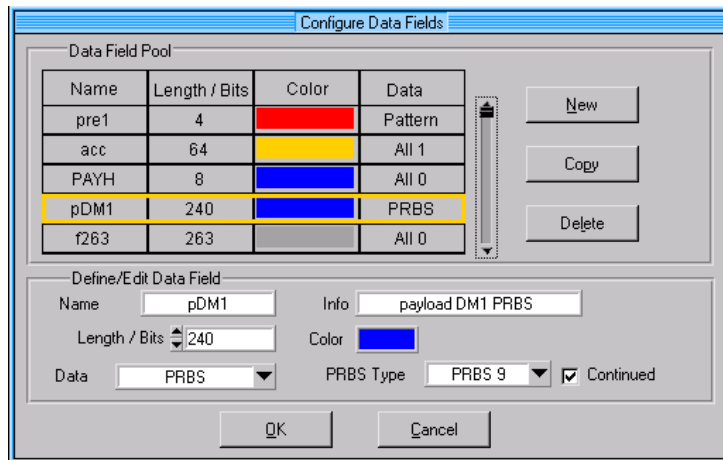 Configure Data Fields
Data Field Pool
Name Length / Bits Color Data
pre1 4 Pattern
acc 64 All 1
PAYH 8 All 0
pDM1 240 PRBS
f263 263 All 0
New
Copy
Delete
Define/Edit Data Field
Name pDM1 Info payload DM1 PRBS
Length / Bits 240 Color
Data PRBS PRBS Type PRBS 9 Continued
OK Cancel